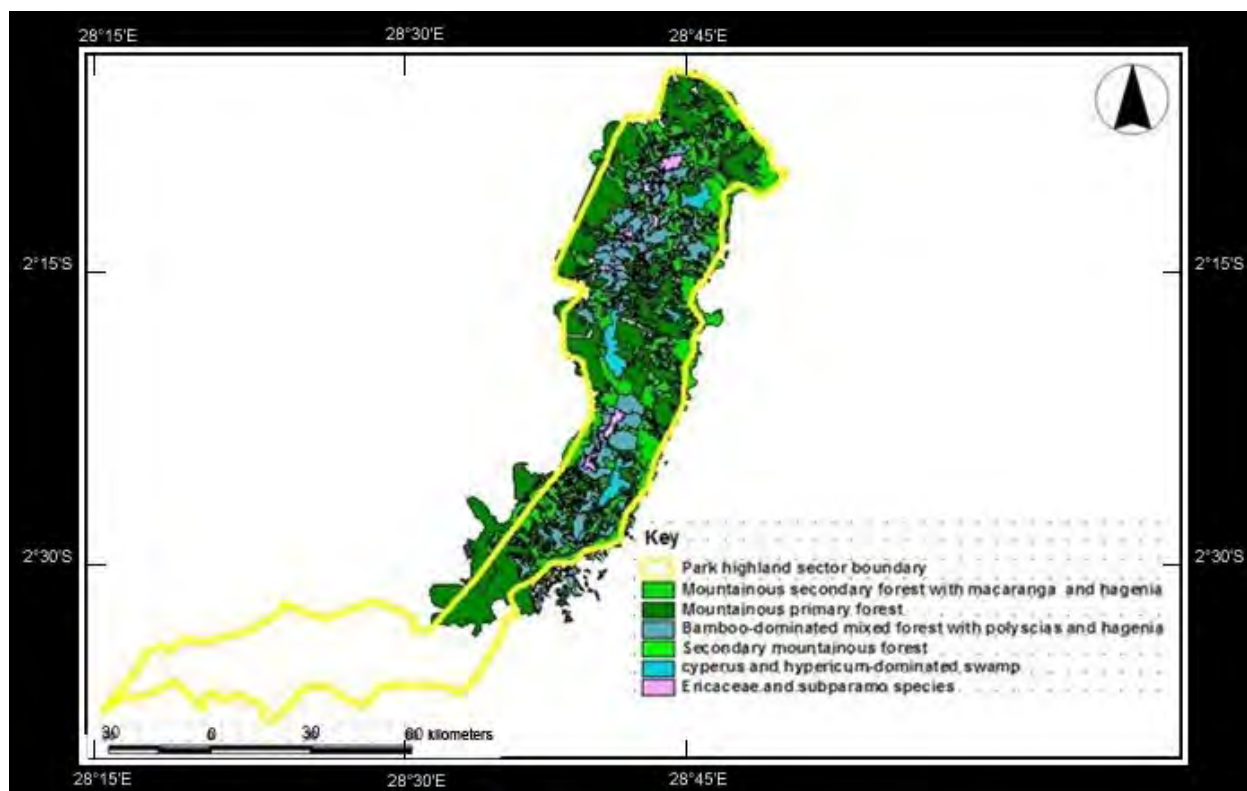 28°15'E 28°30'E 28°45'E
2°15'S 2°15'S
2°30'S 2°30'S
Key
Park highland sector boundary
Mountainous secondary forest with macaranga and hagenia
Mountainous primary forest
Bamboo-dominated mixed forest with polyscias and hagenia
Secondary mountainous forest
cyperus and hypericum-dominated swamp
Ericaceae and subparamo species
30 0 30 60 kilometers
28°15'E 28°30'E 28°45'E